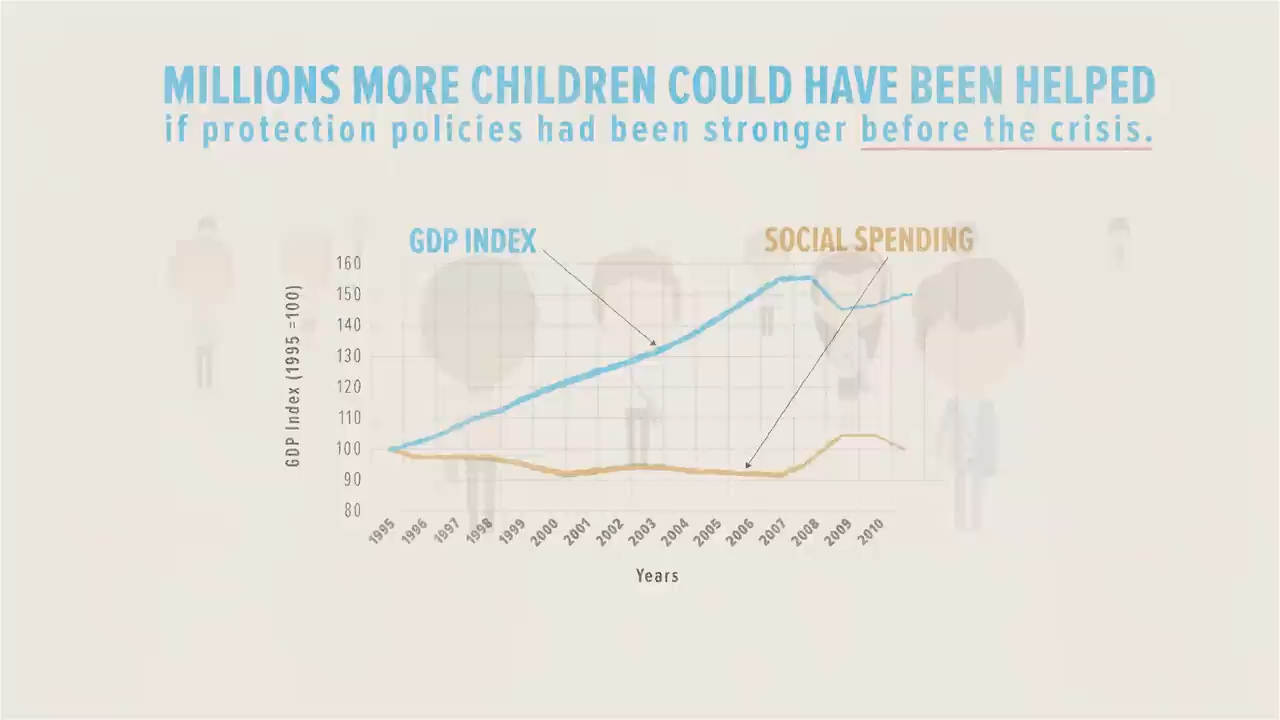 MILLIONS MORE CHILDREN COULD HAVE BEEN HELPED
if protection policies had been stronger before the crisis.
GDP INDEX
SOCIAL SPENDING
GDP Index (1995 =100)
160
150
140
130
120
110
100
90
80
1995 1996 1997 1998 1999 2000 2001 2002 2003 2004 2005 2006 2007 2008 2009 2010
Years